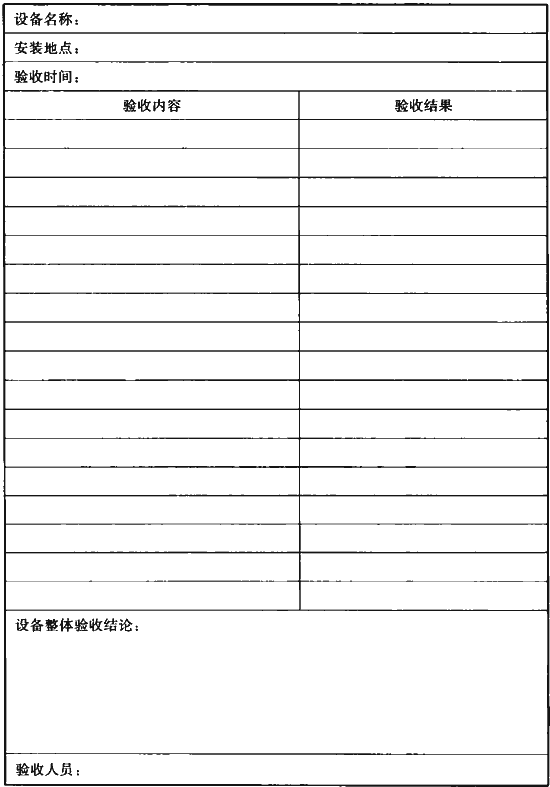 设备名称：
安装地点：
验收时间：
验收内容 验收结果
设备整体验收结论：
验收人员：